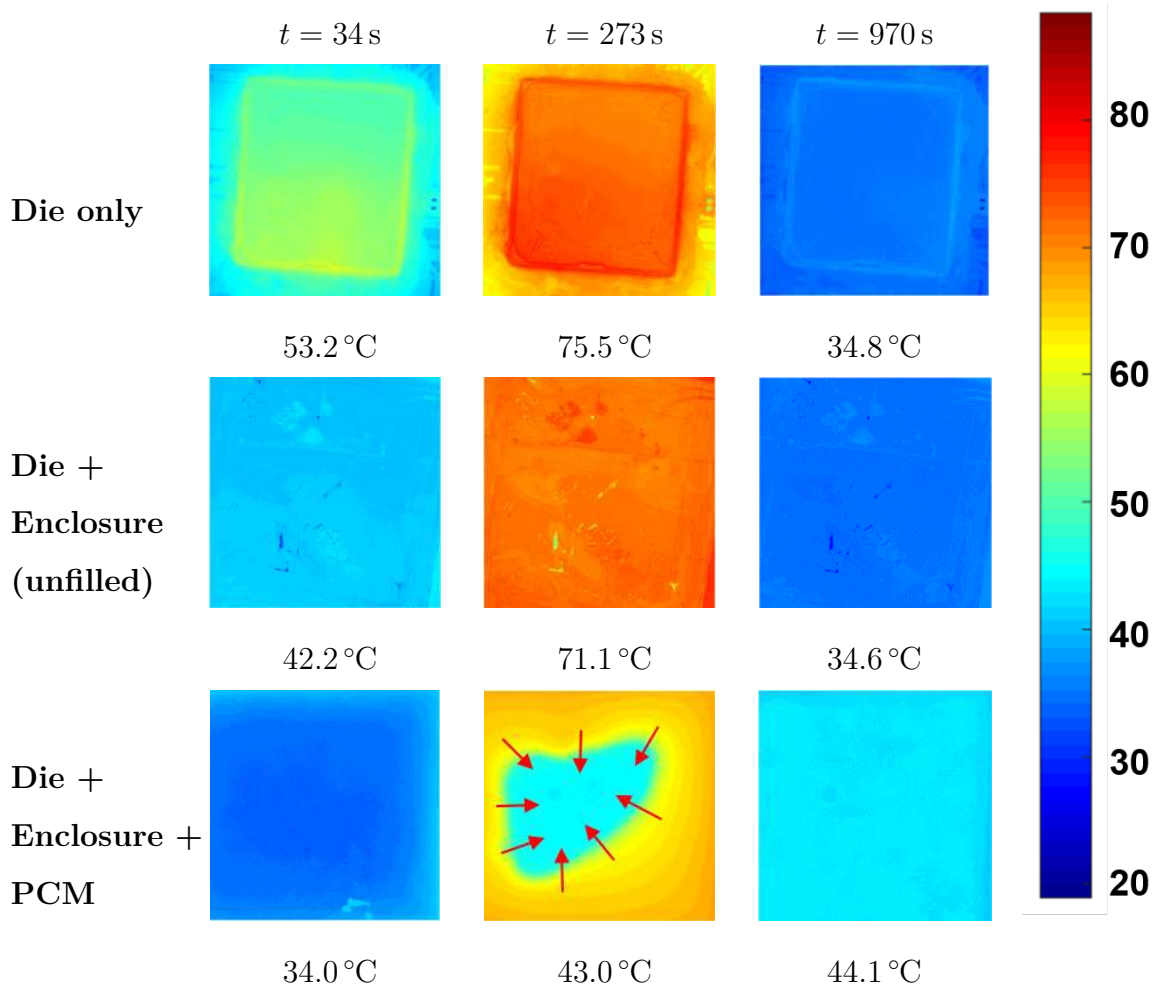 t = 34 s t = 273 s t = 970 s
Die only
53.2 °C 75.5 °C 34.8 °C
Die +
Enclosure
(unfilled)
42.2 °C 71.1 °C 34.6 °C
Die +
Enclosure +
PCM
34.0 °C 43.0 °C 44.1 °C
80
70
60
50
40
30
20